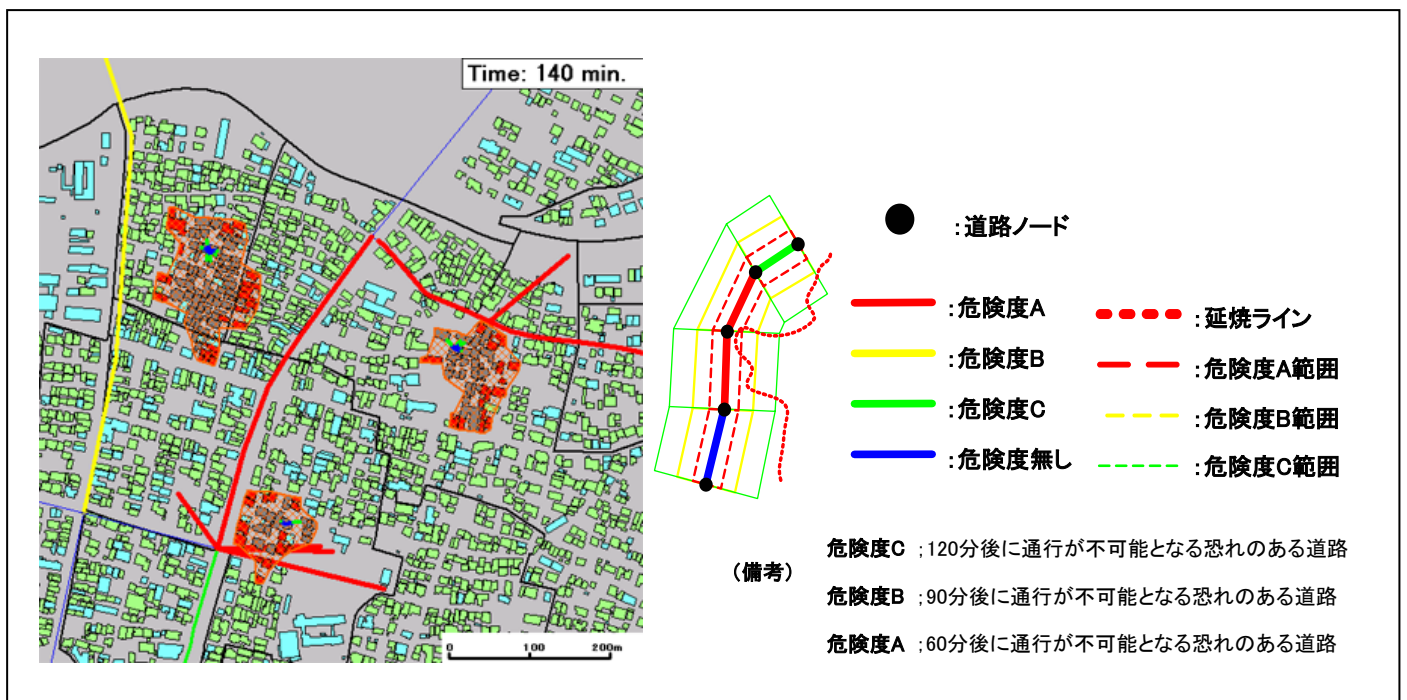 Time: 140 min.
0 100 200m
:道路ノード
:危険度A
:危険度B
:危険度C
:危険度無し
:延焼ライン
:危険度A範囲
:危険度B範囲
:危険度C範囲
(備考)
危険度C ;120分後に通行が不可能となる恐れのある道路
危険度B ;90分後に通行が不可能となる恐れのある道路
危険度A ;60分後に通行が不可能となる恐れのある道路